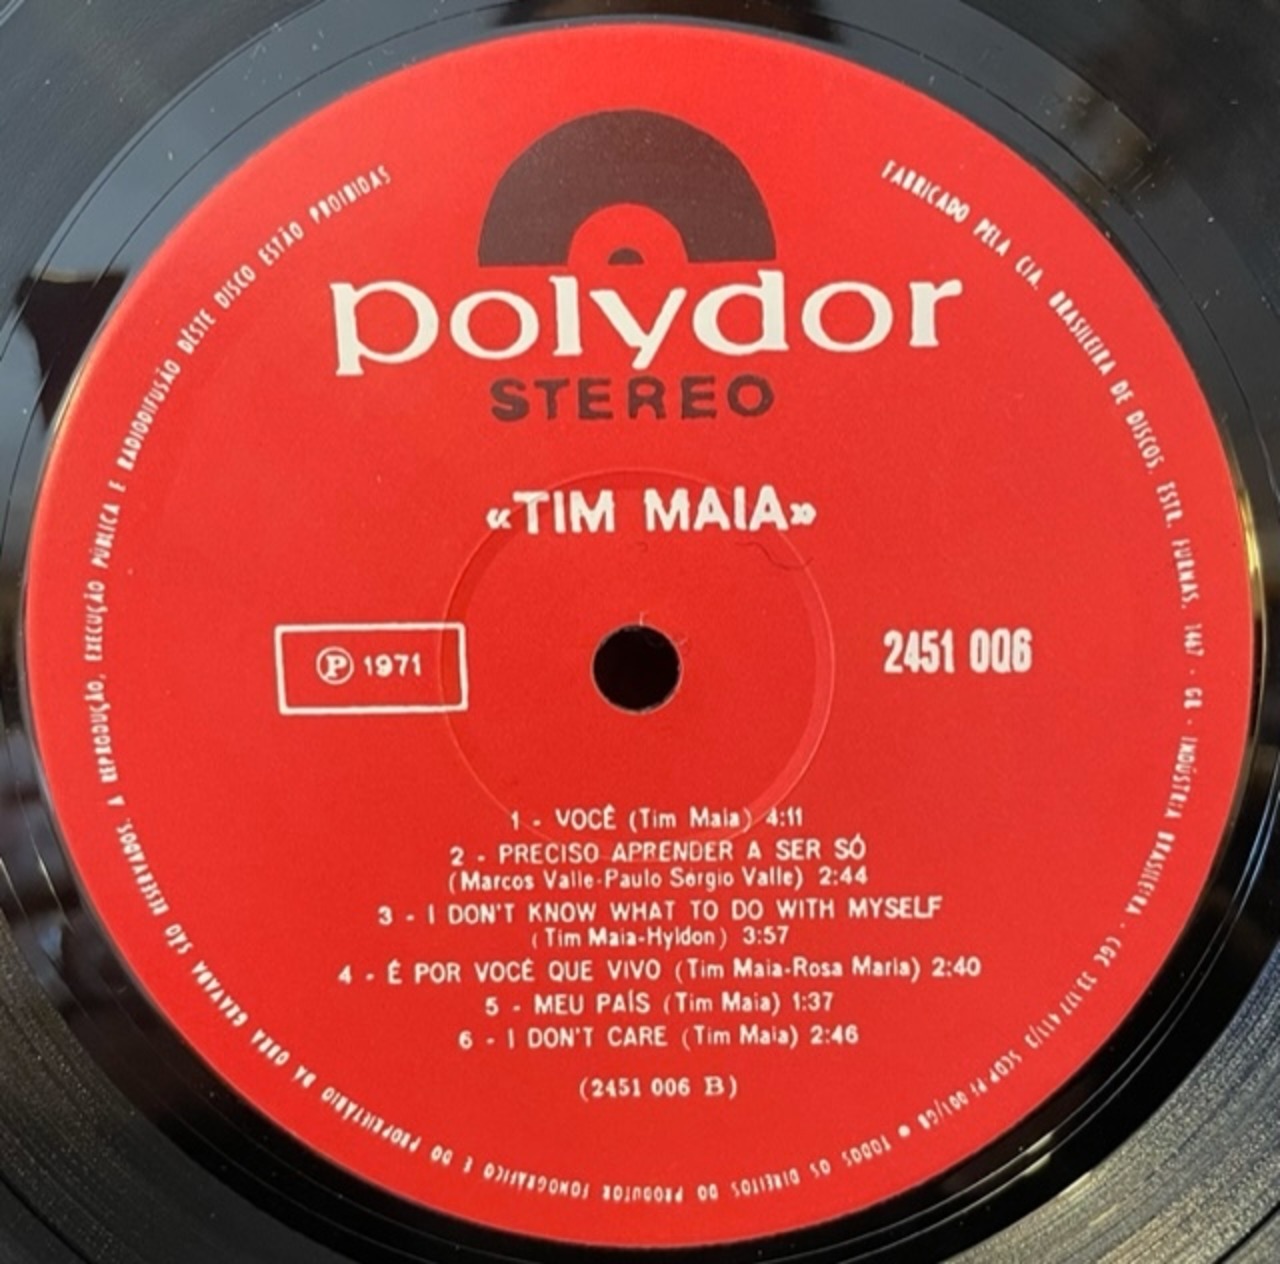 polydor
STEREO
«TIM MAIA»
Ⓟ 1971
2451 006
1 - VOCÊ (Tim Maia) 4:11
2 - PRECISO APRENDER A SER SÓ
(Marcos Valle-Paulo Sérgio Valle) 2:44
3 - I DON'T KNOW WHAT TO DO WITH MYSELF
(Tim Maia-Hyldon) 3:57
4 - É POR VOCÊ QUE VIVO (Tim Maia-Rosa Maria) 2:40
5 - MEU PAÍS (Tim Maia) 1:37
6 - I DON'T CARE (Tim Maia) 2:46
(2451 006 B)
FABRICADO PELA CIA. BRASILEIRA DE DISCOS. ESTR. FURNAS, 1467 - GB - INDÚSTRIA BRASILEIRA - CGC ● TODOS OS DIREITOS DO PRODUTOR FONOGRÁFICO E DO PROPRIETÁRIO DA OBRA GRAVADA SÃO RESERVADOS. A REPRODUÇÃO, EXECUÇÃO PÚBLICA E RADIODIFUSÃO DÊSTE DISCO ESTÃO PROIBIDAS